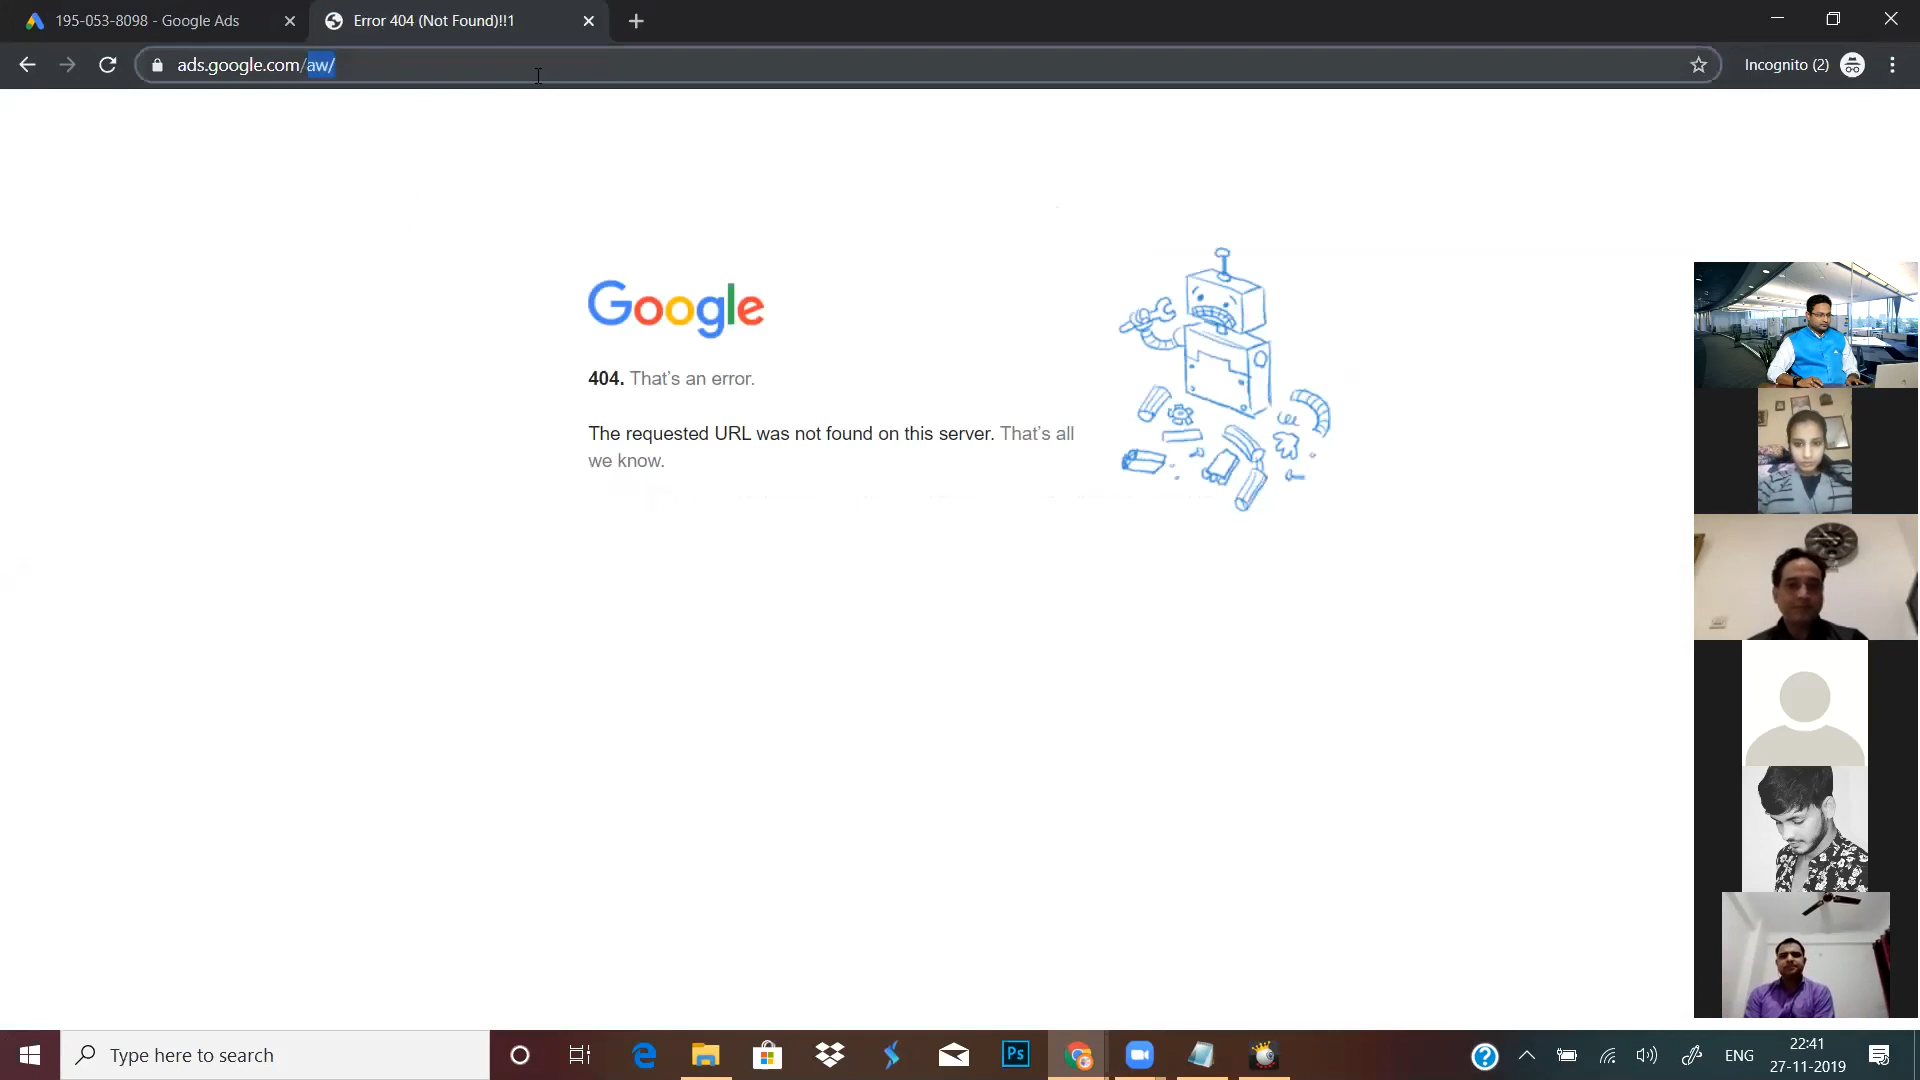 195-053-8098 - Google Ads
Error 404 (Not Found)!!1
ads.google.com/aw/
Incognito (2)
Google
404. That's an error.
The requested URL was not found on this server. That's all
we know.
Type here to search
Ps
ENG
22:41
27-11-2019